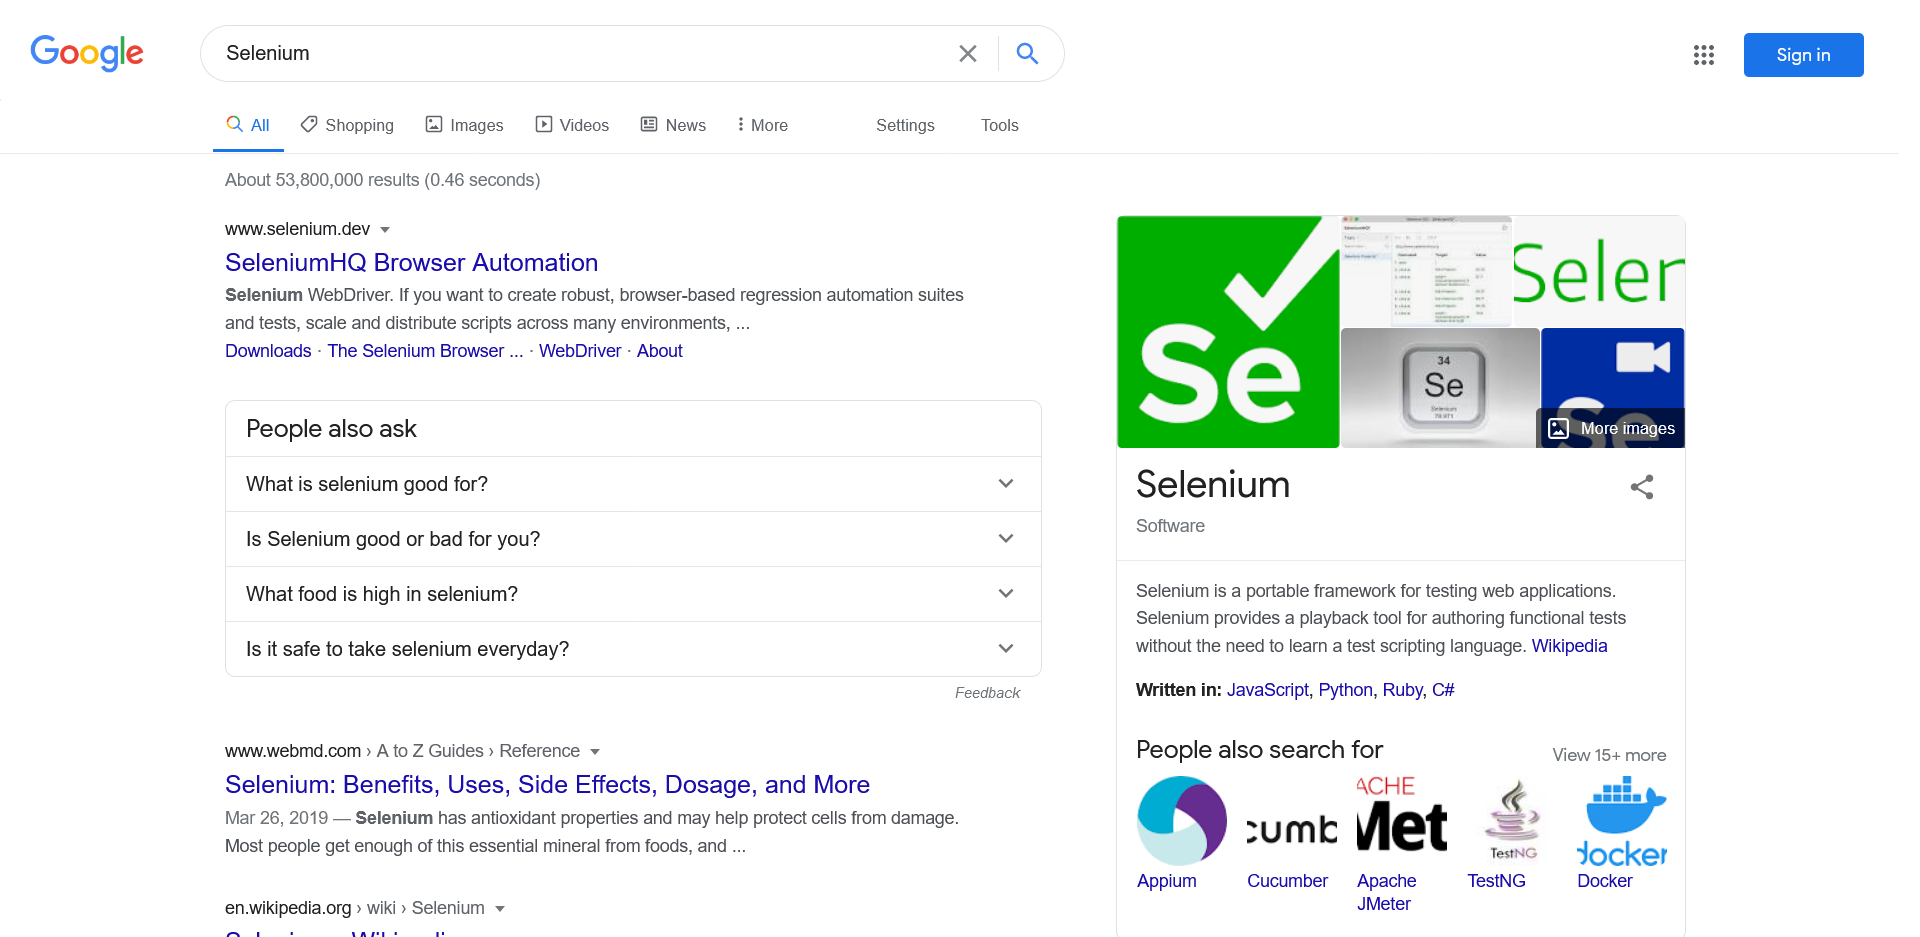 Google
Selenium
Sign in
All
Shopping
Images
Videos
News
More
Settings
Tools
About 53,800,000 results (0.46 seconds)
www.selenium.dev
SeleniumHQ Browser Automation
Selenium WebDriver. If you want to create robust, browser-based regression automation suites
and tests, scale and distribute scripts across many environments, ...
Downloads · The Selenium Browser ... · WebDriver · About
People also ask
What is selenium good for?
Is Selenium good or bad for you?
What food is high in selenium?
Is it safe to take selenium everyday?
Feedback
www.webmd.com › A to Z Guides › Reference
Selenium: Benefits, Uses, Side Effects, Dosage, and More
Mar 26, 2019 — Selenium has antioxidant properties and may help protect cells from damage.
Most people get enough of this essential mineral from foods, and ...
en.wikipedia.org › wiki › Selenium
Se
Selen
34
Se
Selenium
Se
More images
Selenium
Software
Selenium is a portable framework for testing web applications.
Selenium provides a playback tool for authoring functional tests
without the need to learn a test scripting language. Wikipedia
Written in: JavaScript, Python, Ruby, C#
People also search for
View 15+ more
ACHE
Met
cumb
TestNG
docker
Appium
Cucumber
Apache
JMeter
TestNG
Docker